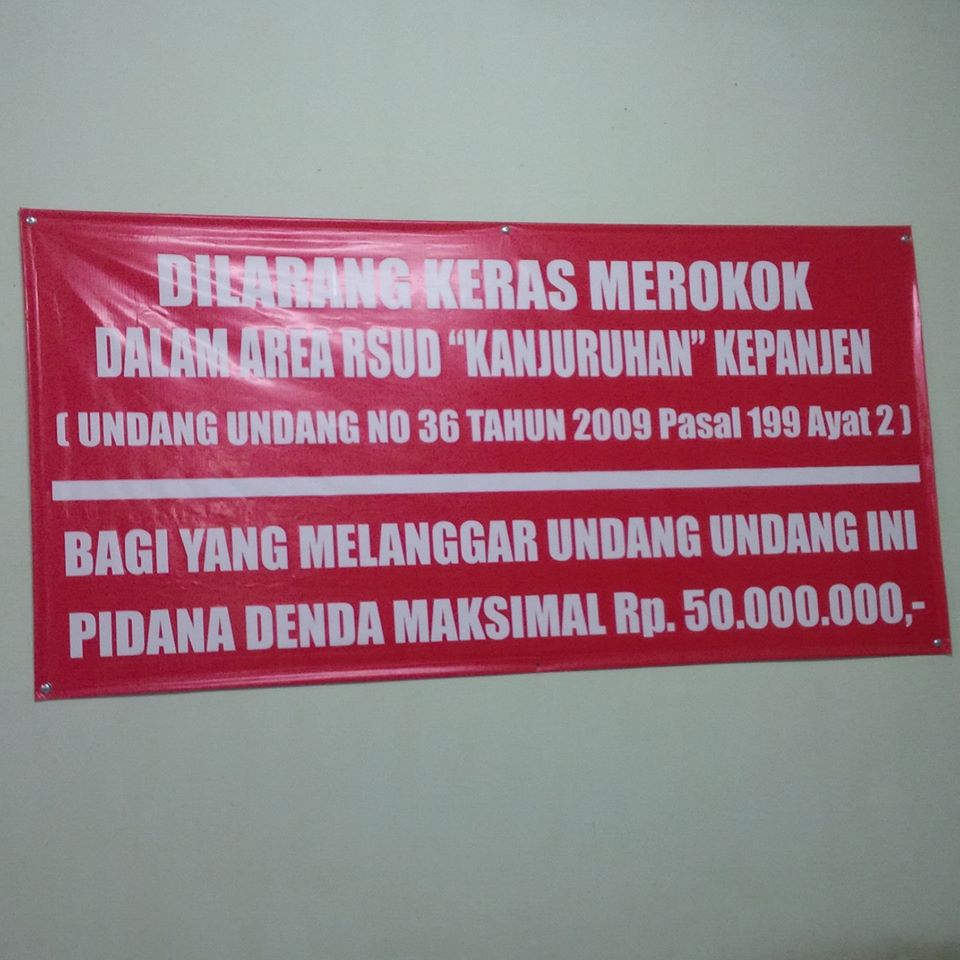 DILARANG KERAS MEROKOK
DALAM AREA RSUD “KANJURUHAN” KEPANJEN
( UNDANG UNDANG NO 36 TAHUN 2009 Pasal 199 Ayat 2 )
BAGI YANG MELANGGAR UNDANG UNDANG INI
PIDANA DENDA MAKSIMAL Rp. 50.000.000,-